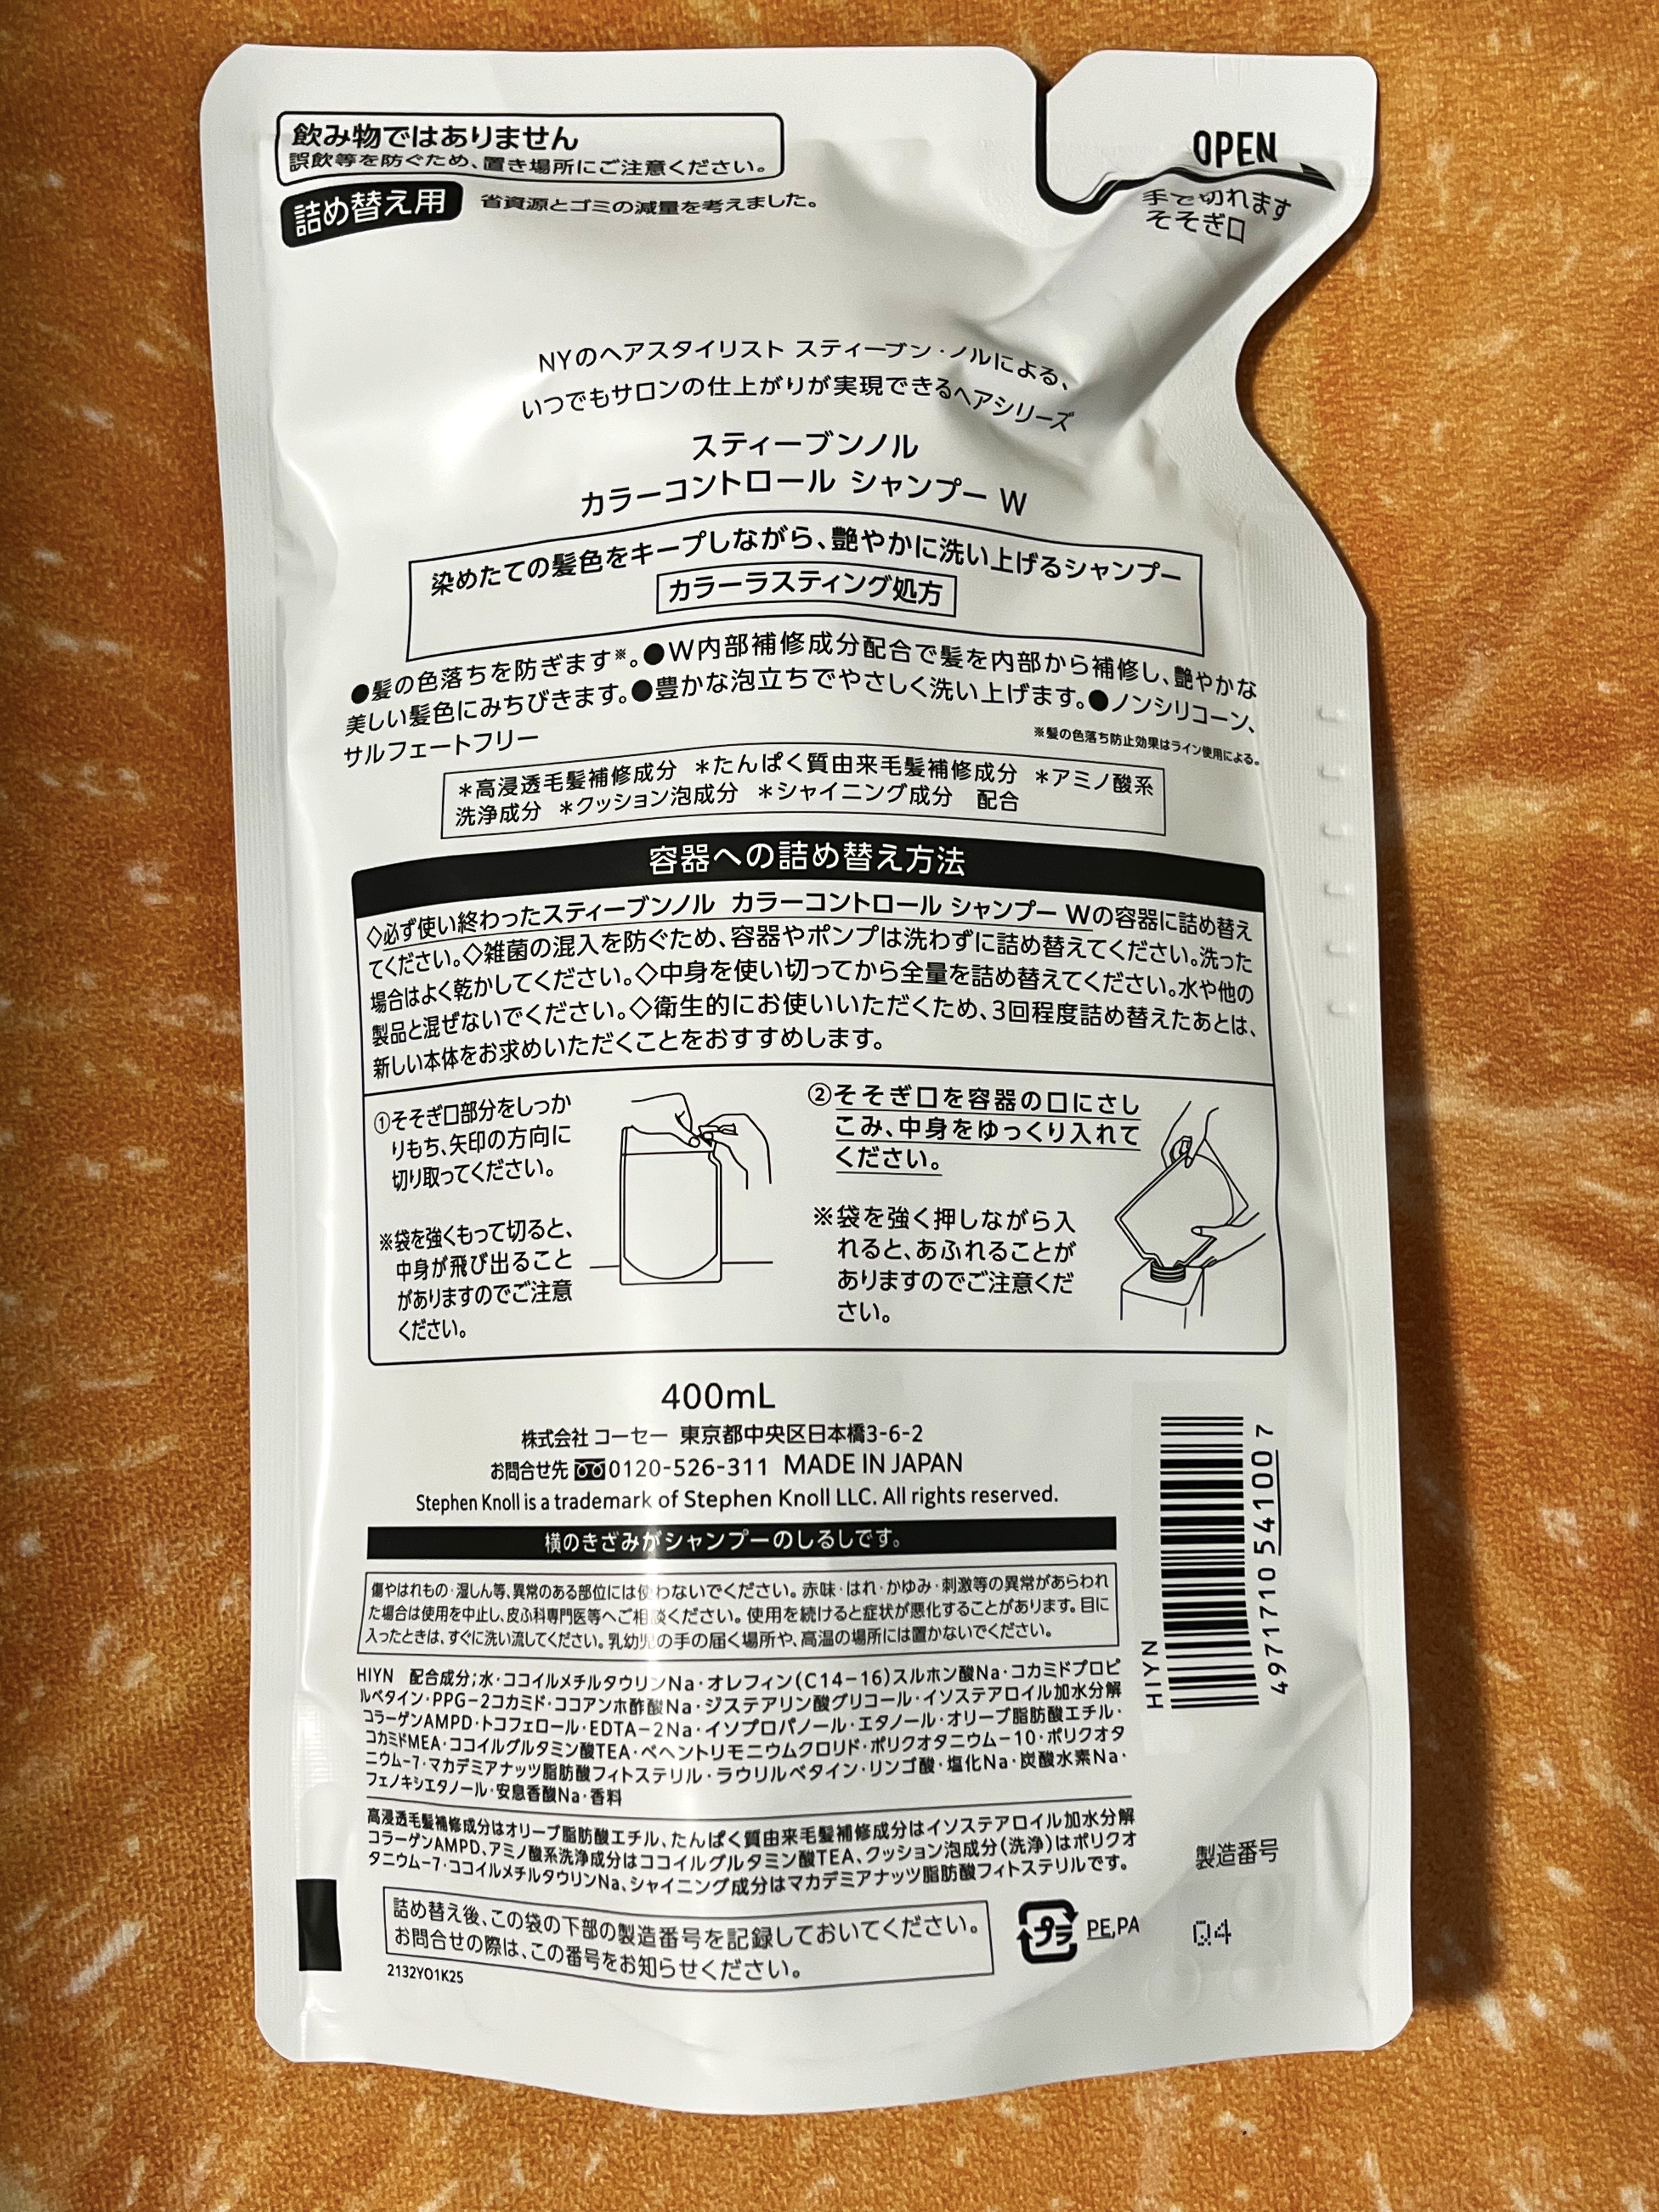 飲み物ではありません
誤飲等を防ぐため、置き場所にご注意ください。
詰め替え用 省資源とゴミの減量を考えました。
OPEN
手で切れます
そそぎ口
NYのヘアスタイリスト スティーブン・ノルによる、
いつでもサロンの仕上がりが実現できるヘアシリーズ
スティーブンノル
カラーコントロール シャンプー W
染めたての髪色をキープしながら、艶やかに洗い上げるシャンプー
カラーラスティング処方
●髪の色落ちを防ぎます※。●W内部補修成分配合で髪を内部から補修し、艶やかな
美しい髪色にみちびきます。●豊かな泡立ちでやさしく洗い上げます。●ノンシリコーン、
サルフェートフリー
※髪の色落ち防止効果はライン使用による。
＊高浸透毛髪補修成分 ＊たんぱく質由来毛髪補修成分 ＊アミノ酸系
洗浄成分 ＊クッション泡成分 ＊シャイニング成分 配合
容器への詰め替え方法
◇必ず使い終わったスティーブンノル カラーコントロール シャンプー Wの容器に詰め替え
てください。◇雑菌の混入を防ぐため、容器やポンプは洗わずに詰め替えてください。洗った
場合はよく乾かしてください。◇中身を使い切ってから全量を詰め替えてください。水や他の
製品と混ぜないでください。◇衛生的にお使いいただくため、3回程度詰め替えたあとは、
新しい本体をお求めいただくことをおすすめします。
①そそぎ口部分をしっか
りもち、矢印の方向に
切り取ってください。
※袋を強くもって切ると、
中身が飛び出ること
がありますのでご注意
ください。
②そそぎ口を容器の口にさし
こみ、中身をゆっくり入れて
ください。
※袋を強く押しながら入
れると、あふれることが
ありますのでご注意くだ
さい。
400mL
株式会社 コーセー 東京都中央区日本橋3-6-2
お問合せ先 0120-526-311 MADE IN JAPAN
Stephen Knoll is a trademark of Stephen Knoll LLC. All rights reserved.
横のきざみがシャンプーのしるしです。
傷やはれもの・湿しん等、異常のある部位には使わないでください。赤味・はれ・かゆみ・刺激等の異常があらわれ
た場合は使用を中止し、皮ふ科専門医等へご相談ください。使用を続けると症状が悪化することがあります。目に
入ったときは、すぐに洗い流してください。乳幼児の手の届く場所や、高温の場所には置かないでください。
HIYN 配合成分;水・ココイルメチルタウリンNa・オレフィン(C14-16)スルホン酸Na・コカミドプロピ
ルベタイン・PPG-2コカミド・ココアンホ酢酸Na・ジステアリン酸グリコール・イソステアロイル加水分解
コラーゲンAMPD・トコフェロール・EDTA-2Na・イソプロパノール・エタノール・オリーブ脂肪酸エチル・
コカミドMEA・ココイルグルタミン酸TEA・ベヘントリモニウムクロリド・ポリクオタニウム-10・ポリクオタ
ニウム-7・マカデミアナッツ脂肪酸フィトステリル・ラウリルベタイン・リンゴ酸・塩化Na・炭酸水素Na・
フェノキシエタノール・安息香酸Na・香料
高浸透毛髪補修成分はオリーブ脂肪酸エチル、たんぱく質由来毛髪補修成分はイソステアロイル加水分解
コラーゲンAMPD、アミノ酸系洗浄成分はココイルグルタミン酸TEA、クッション泡成分(洗浄)はポリクオ
タニウム-7・ココイルメチルタウリンNa、シャイニング成分はマカデミアナッツ脂肪酸フィトステリルです。
詰め替え後、この袋の下部の製造番号を記録しておいてください。
お問合せの際は、この番号をお知らせください。
2132YO1K25
プラ PE,PA
HIYN
4971710 541007
製造番号
Q4